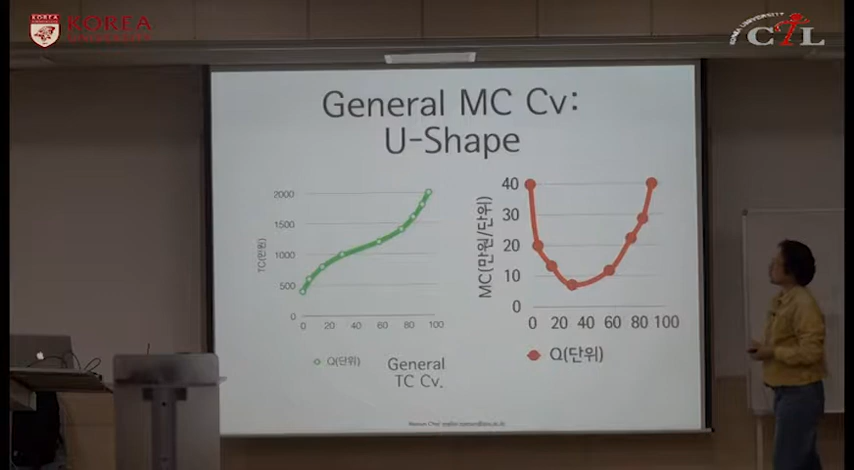 KOREA
CTL
General MC Cv:
U-Shape
TC(만원)
2000
1500
1000
500
0
0 20 40 60 80 100
Q(단위)
General
TC Cv.
MC(만원/단위)
40
30
20
10
0
0 20 40 60 80 100
Q(단위)